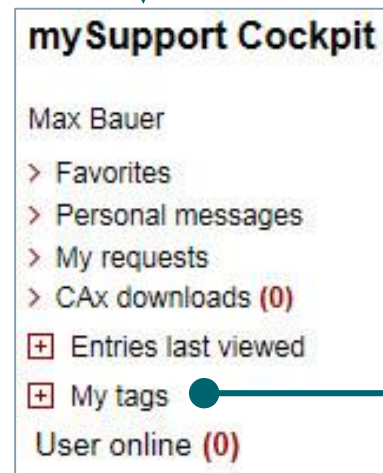 mySupport Cockpit
Max Bauer
> Favorites
> Personal messages
> My requests
> CAx downloads (0)
+ Entries last viewed
+ My tags
User online (0)